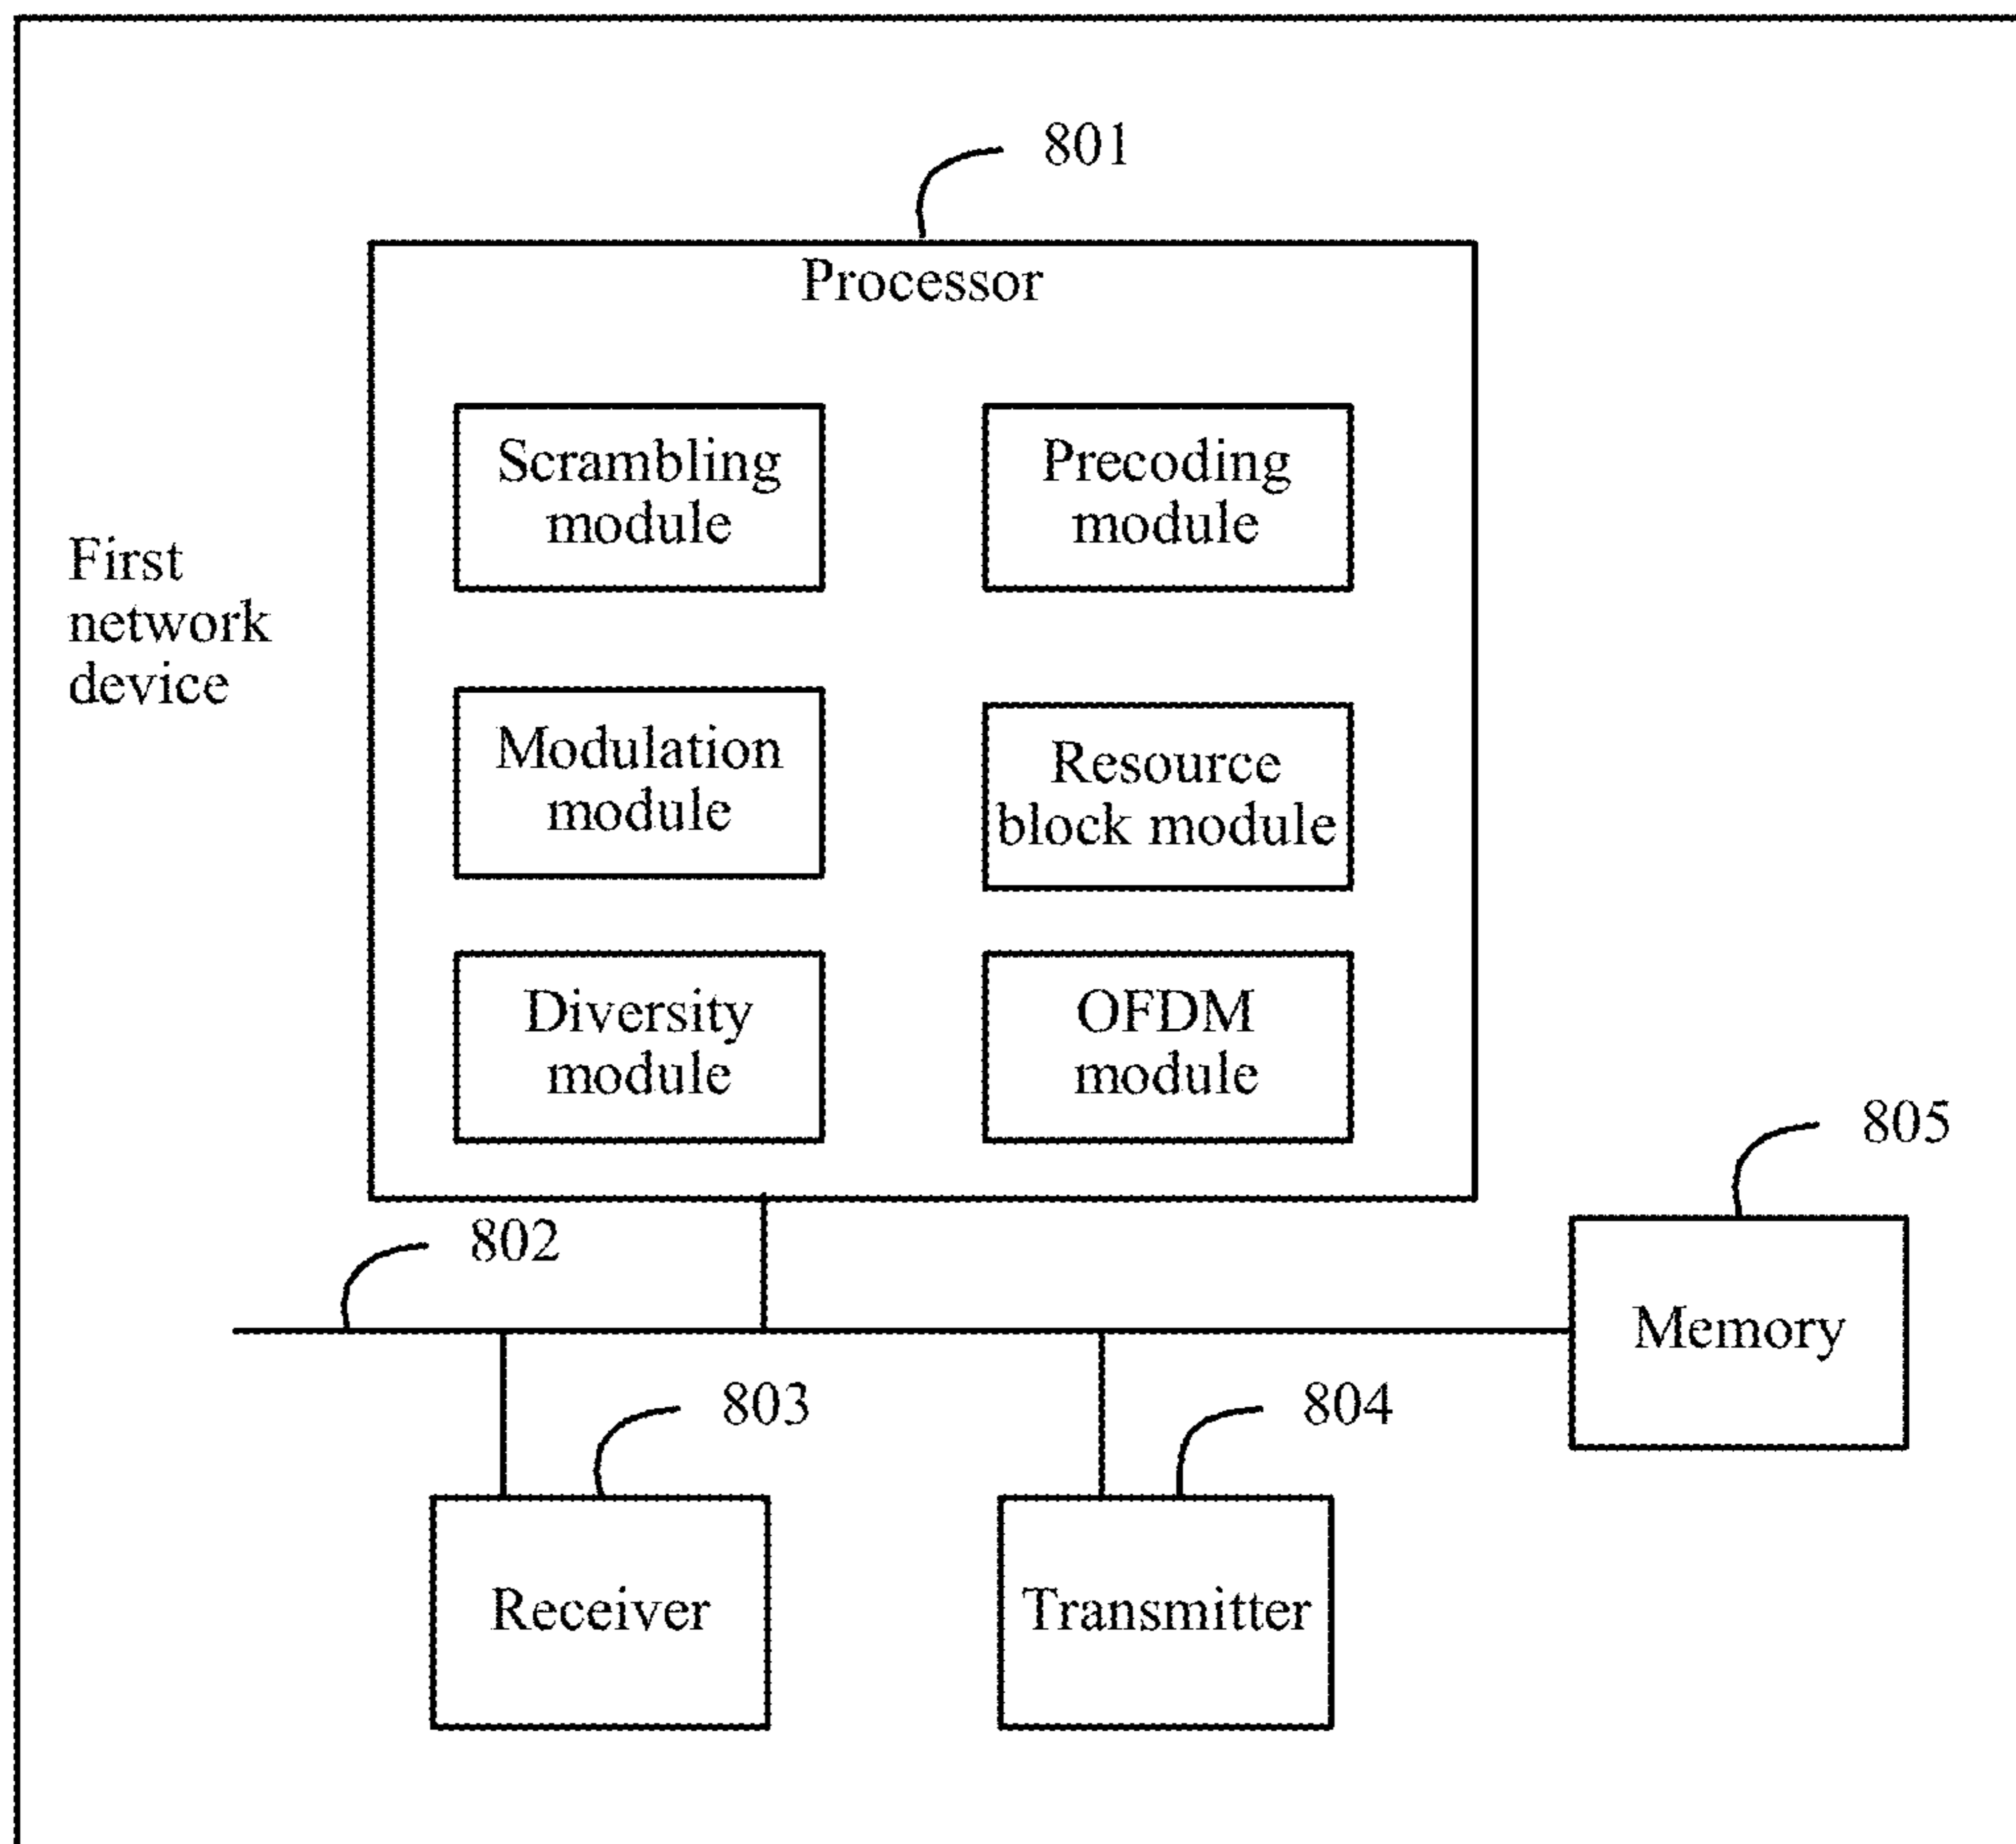 801
Processor
Scrambling
module
Precoding
module
First
network
device
Modulation
module
Resource
block module
Diversity
module
OFDM
module
805
802
Memory
803
804
Receiver
Transmitter